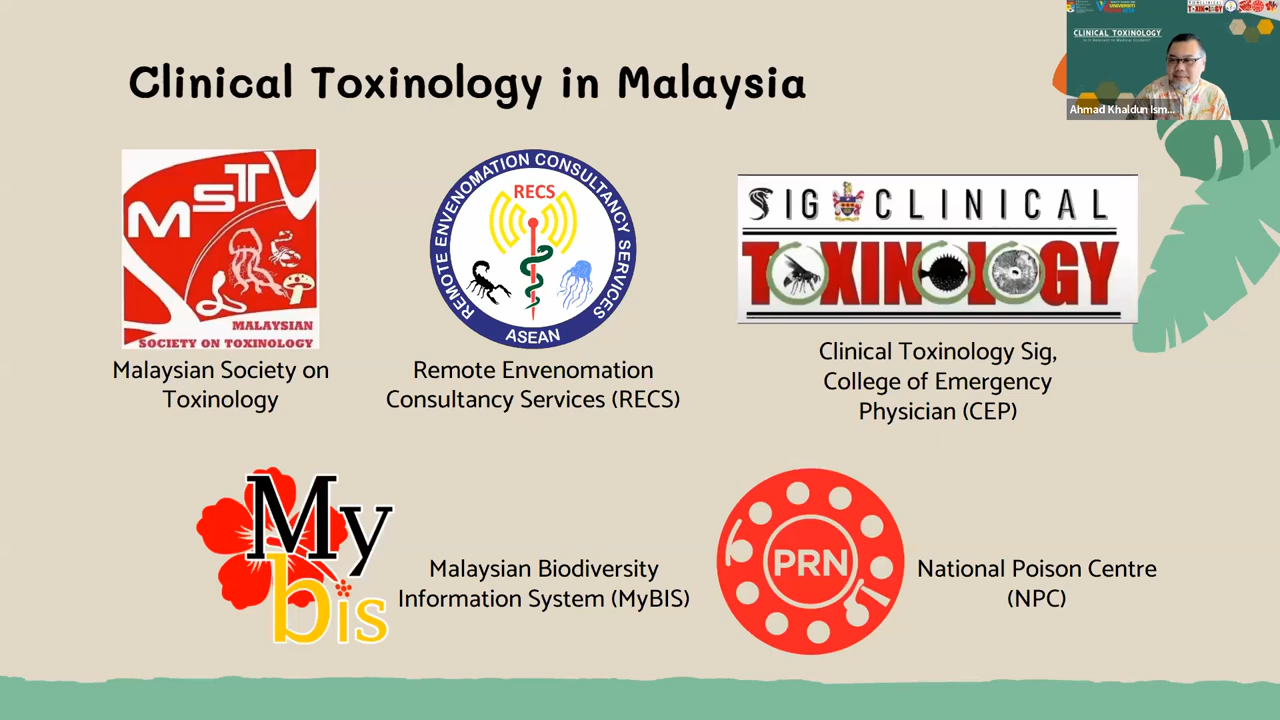 Clinical Toxinology in Malaysia
CLINICAL TOXINOLOGY
Ahmad Khaldun Ism...
MST
MALAYSIAN
SOCIETY ON TOXINOLOGY
Malaysian Society on
Toxinology
REMOTE ENVENOMATION CONSULTANCY SERVICES
RECS
ASEAN
Remote Envenomation
Consultancy Services (RECS)
SIG CLINICAL
TOXINOLOGY
Clinical Toxinology Sig,
College of Emergency
Physician (CEP)
My
bis
Malaysian Biodiversity
Information System (MyBIS)
PRN
National Poison Centre
(NPC)